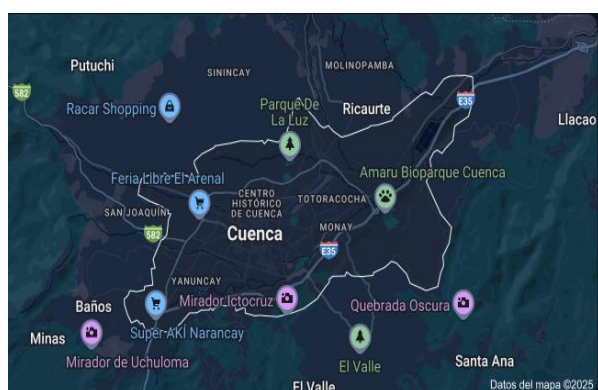 Putuchi
SININCAY
MOLINOPAMBA
582
Racar Shopping
Parque De
La Luz
Ricaurte
E35
Llacao
Feria Libre El Arenal
Amaru Bioparque Cuenca
CENTRO
HISTÓRICO
DE CUENCA
TOTORACOCHA
SAN JOAQUÍN
582
Cuenca
MONAY
E35
YANUNCAY
Baños
Mirador Ictocruz
Quebrada Oscura
Minas
Super AKÍ Narancay
Mirador de Uchuloma
El Valle
Santa Ana
El Valle
Datos del mapa ©2025